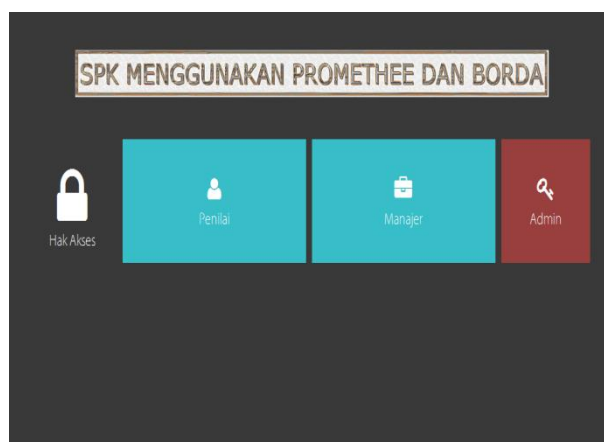 SPK MENGGUNAKAN PROMETHEE DAN BORDA
Hak Akses
Penilai
Manajer
Admin